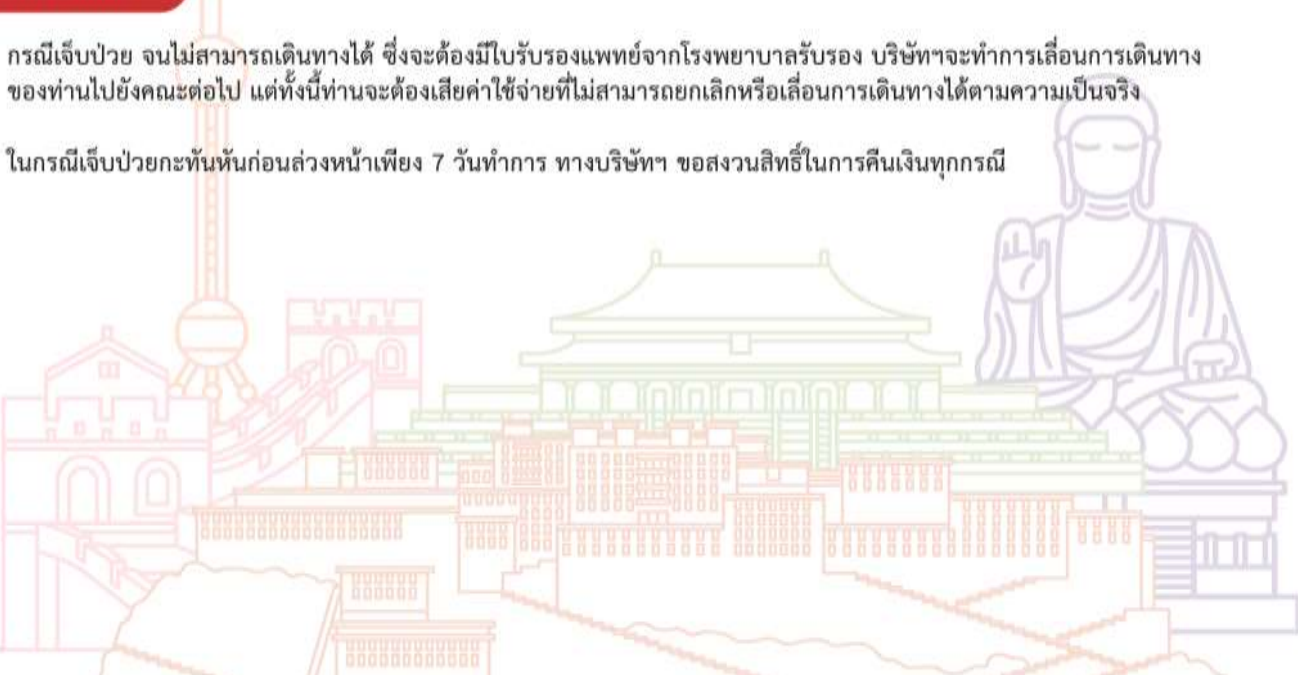 กรณีเจ็บป่วย จนไม่สามารถเดินทางได้ ซึ่งจะต้องมีใบรับรองแพทย์จากโรงพยาบาลรับรอง บริษัทฯจะทำการเลื่อนการเดินทาง
ของท่านไปยังคณะต่อไป แต่ทั้งนี้ท่านจะต้องเสียค่าใช้จ่ายที่ไม่สามารถยกเลิกหรือเลื่อนการเดินทางได้ตามความเป็นจริง
ในกรณีเจ็บป่วยกะทันหันก่อนล่วงหน้าเพียง 7 วันทำการ ทางบริษัทฯ ขอสงวนสิทธิ์ในการคืนเงินทุกกรณี